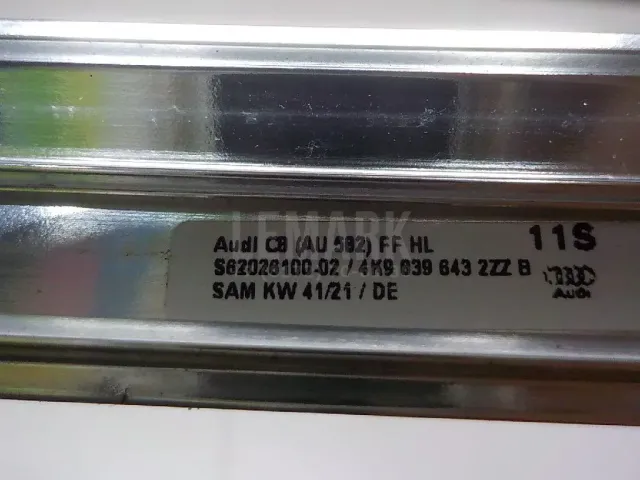 LEMARK
Audi C8 (AU 582) FF HL 11S
S62026100-02 / 4K9 839 643 2ZZ B
Audi
SAM KW 41/21 / DE